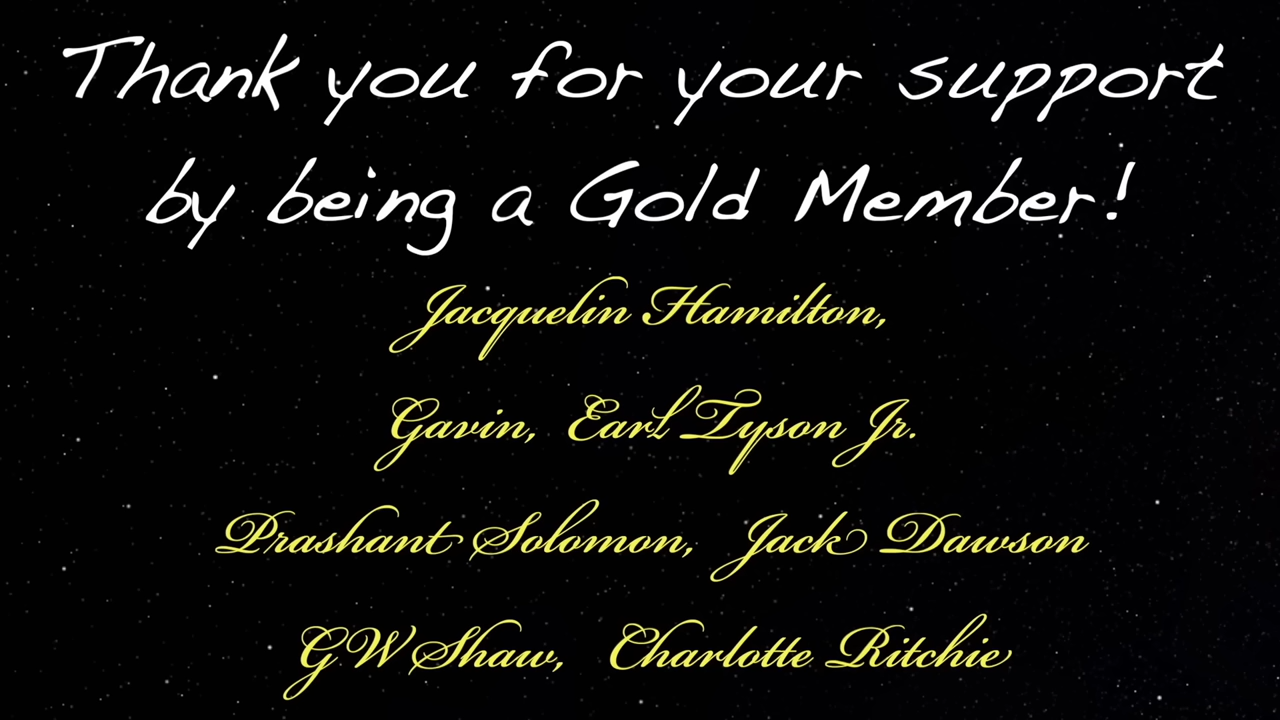 Thank you for your support
by being a Gold Member!
Jacquelin Hamilton,
Gavin, Earl Tyson Jr.
Prashant Solomon, Jack Dawson
GW Shaw, Charlotte Ritchie